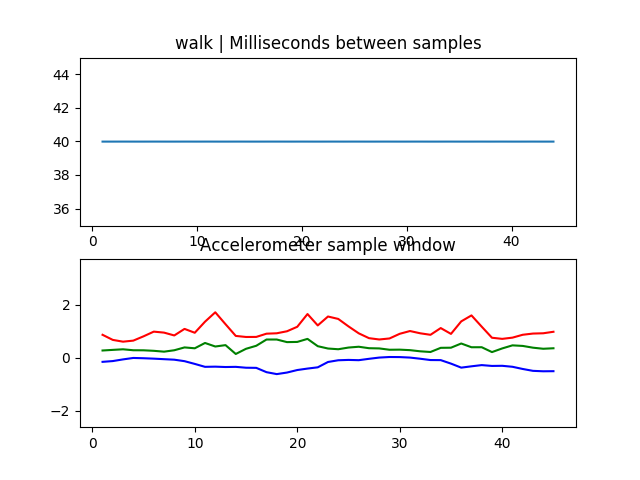 walk | Milliseconds between samples
44
42
40
38
36
0 10 20 30 40
Accelerometer sample window
2
0
−2
0 10 20 30 40